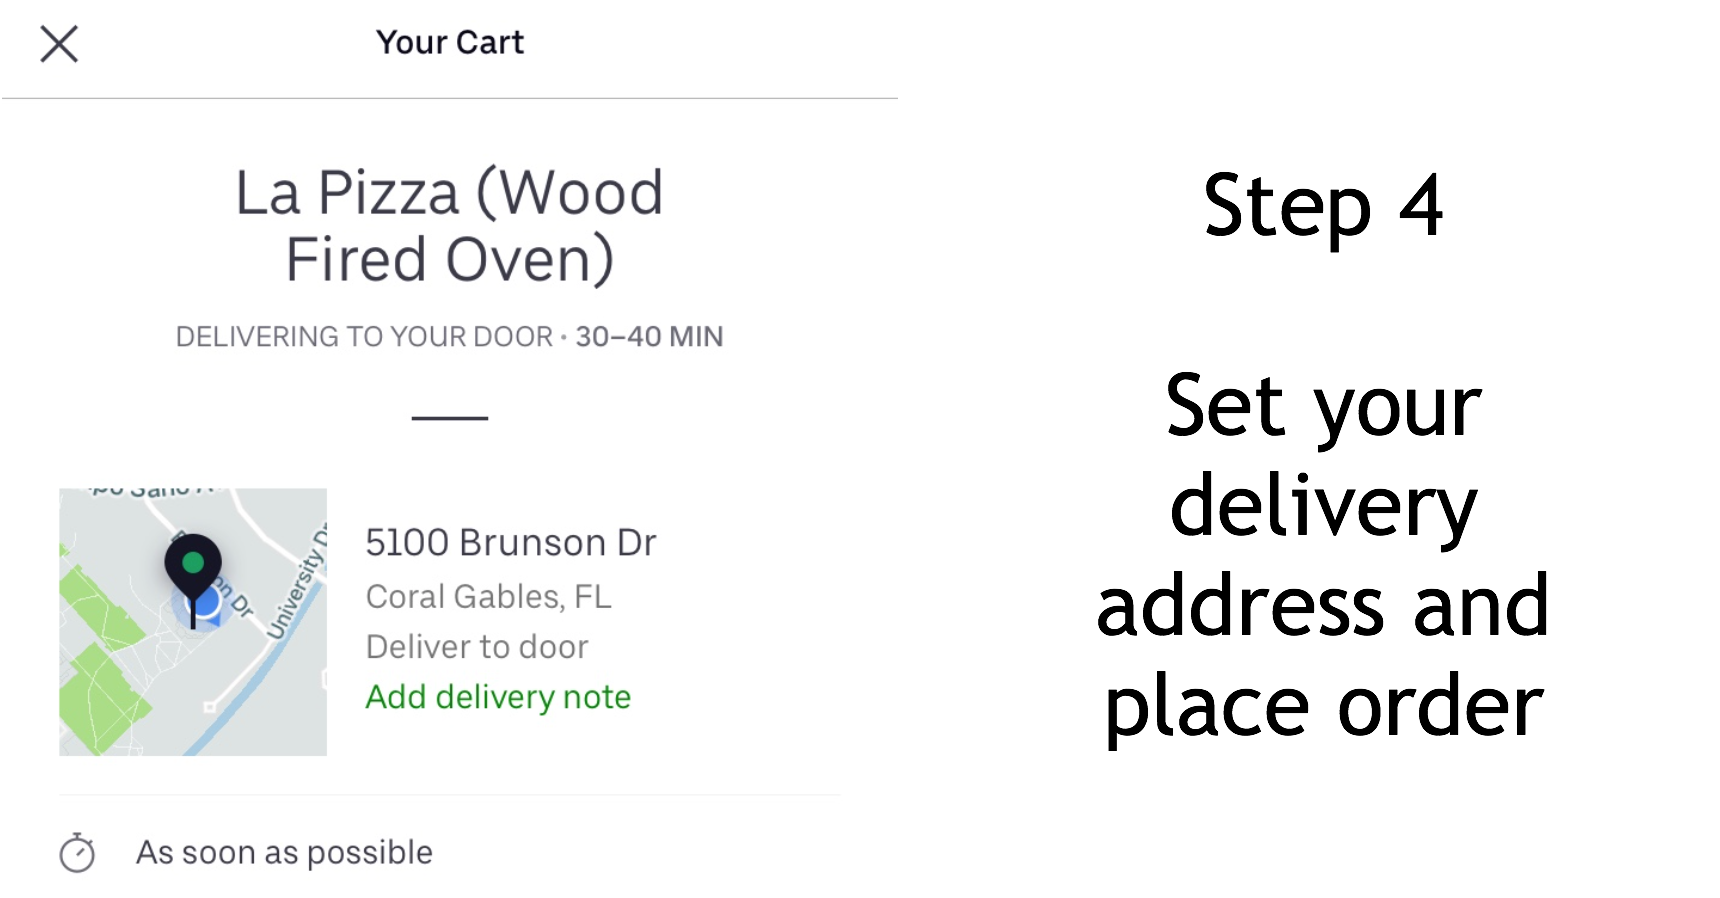 Your Cart
La Pizza (Wood
Fired Oven)
DELIVERING TO YOUR DOOR • 30–40 MIN
University Dr
5100 Brunson Dr
Coral Gables, FL
Deliver to door
Add delivery note
As soon as possible
Step 4
Set your
delivery
address and
place order